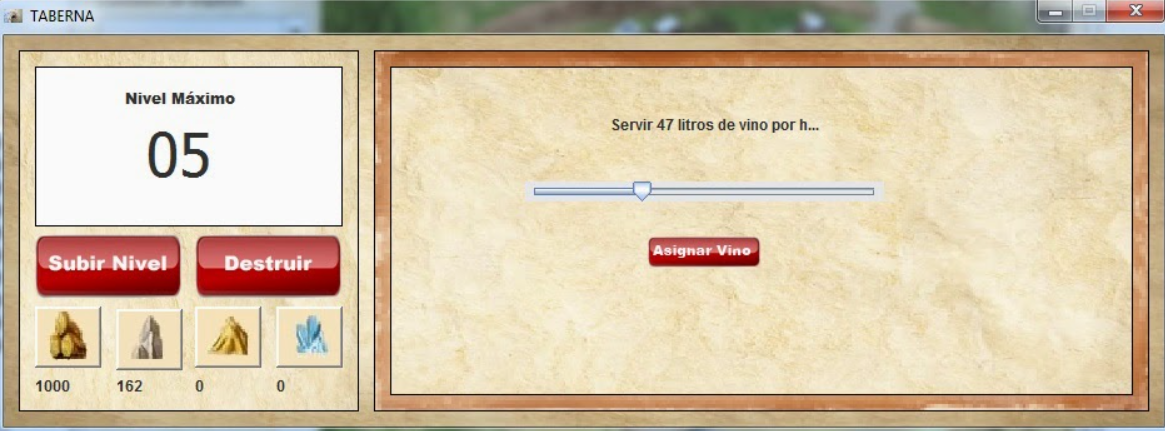 TABERNA
Nivel Máximo
05
Subir Nivel
Destruir
1000
162
0
0
Servir 47 litros de vino por h...
Asignar Vino